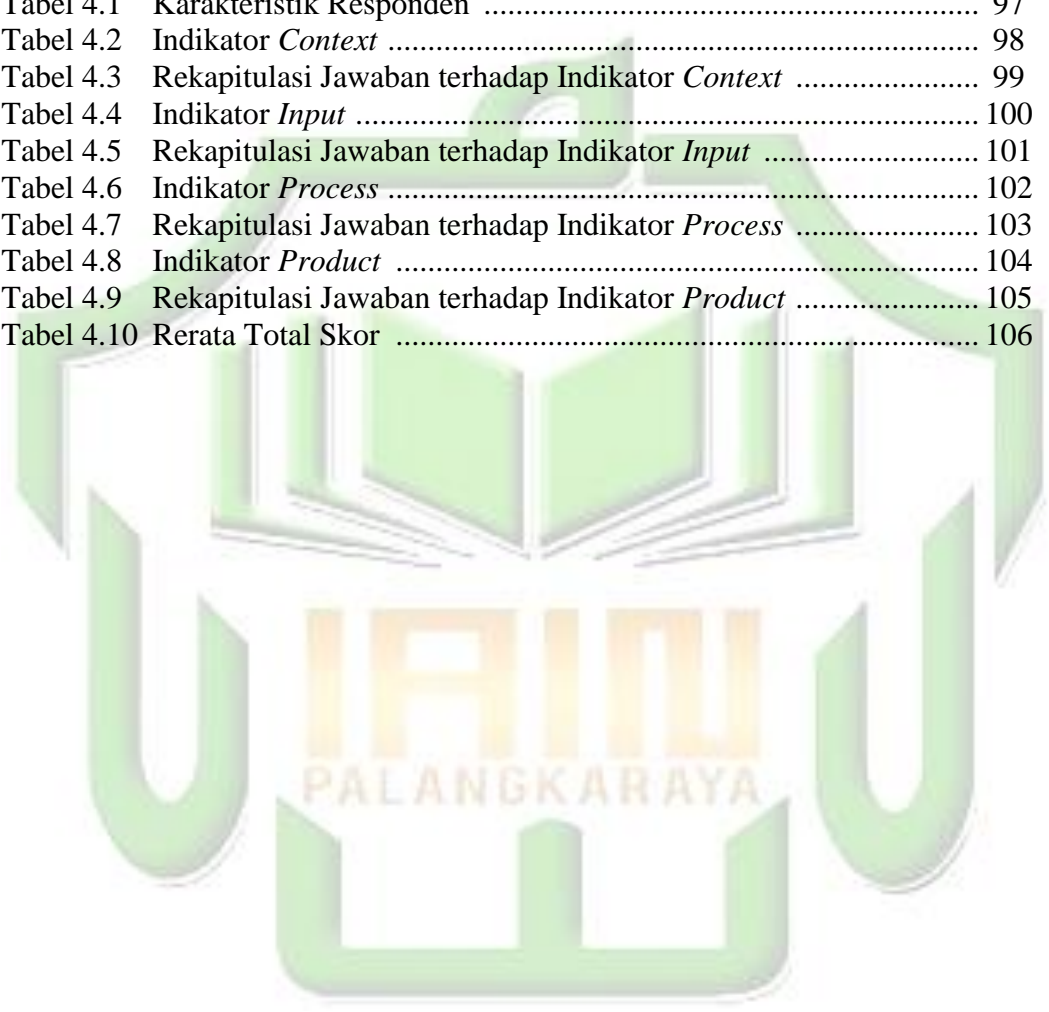 Tabel 4.1 Karakteristik Responden ................................................................ 97
Tabel 4.2 Indikator Context ............................................................................ 98
Tabel 4.3 Rekapitulasi Jawaban terhadap Indikator Context ........................ 99
Tabel 4.4 Indikator Input ................................................................................ 100
Tabel 4.5 Rekapitulasi Jawaban terhadap Indikator Input ............................ 101
Tabel 4.6 Indikator Process ............................................................................ 102
Tabel 4.7 Rekapitulasi Jawaban terhadap Indikator Process ........................ 103
Tabel 4.8 Indikator Product ........................................................................... 104
Tabel 4.9 Rekapitulasi Jawaban terhadap Indikator Product ........................ 105
Tabel 4.10 Rerata Total Skor ........................................................................... 106
IAIN
PALANGKARAYA